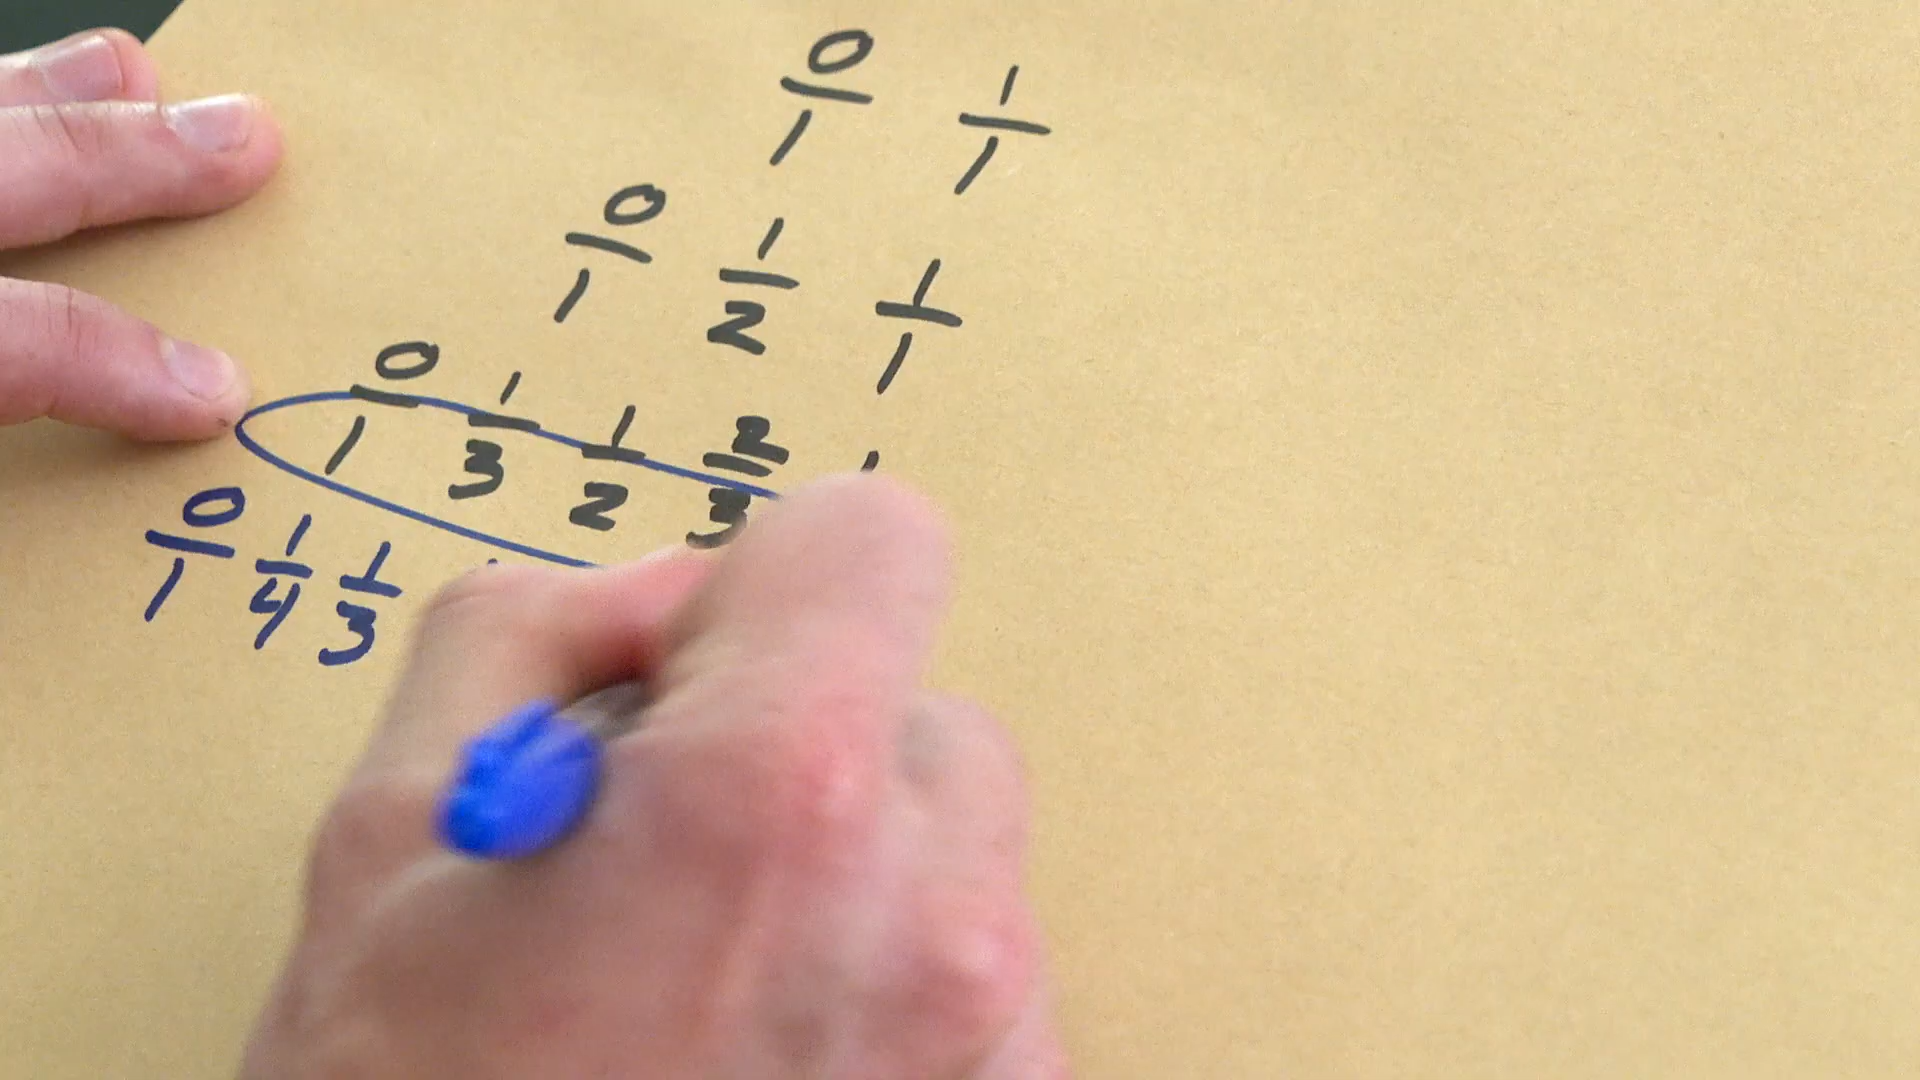 0/1 1/1
0/1 1/2 1/1
0/1 1/3 1/2 2/3
0/1 1/4 1/3